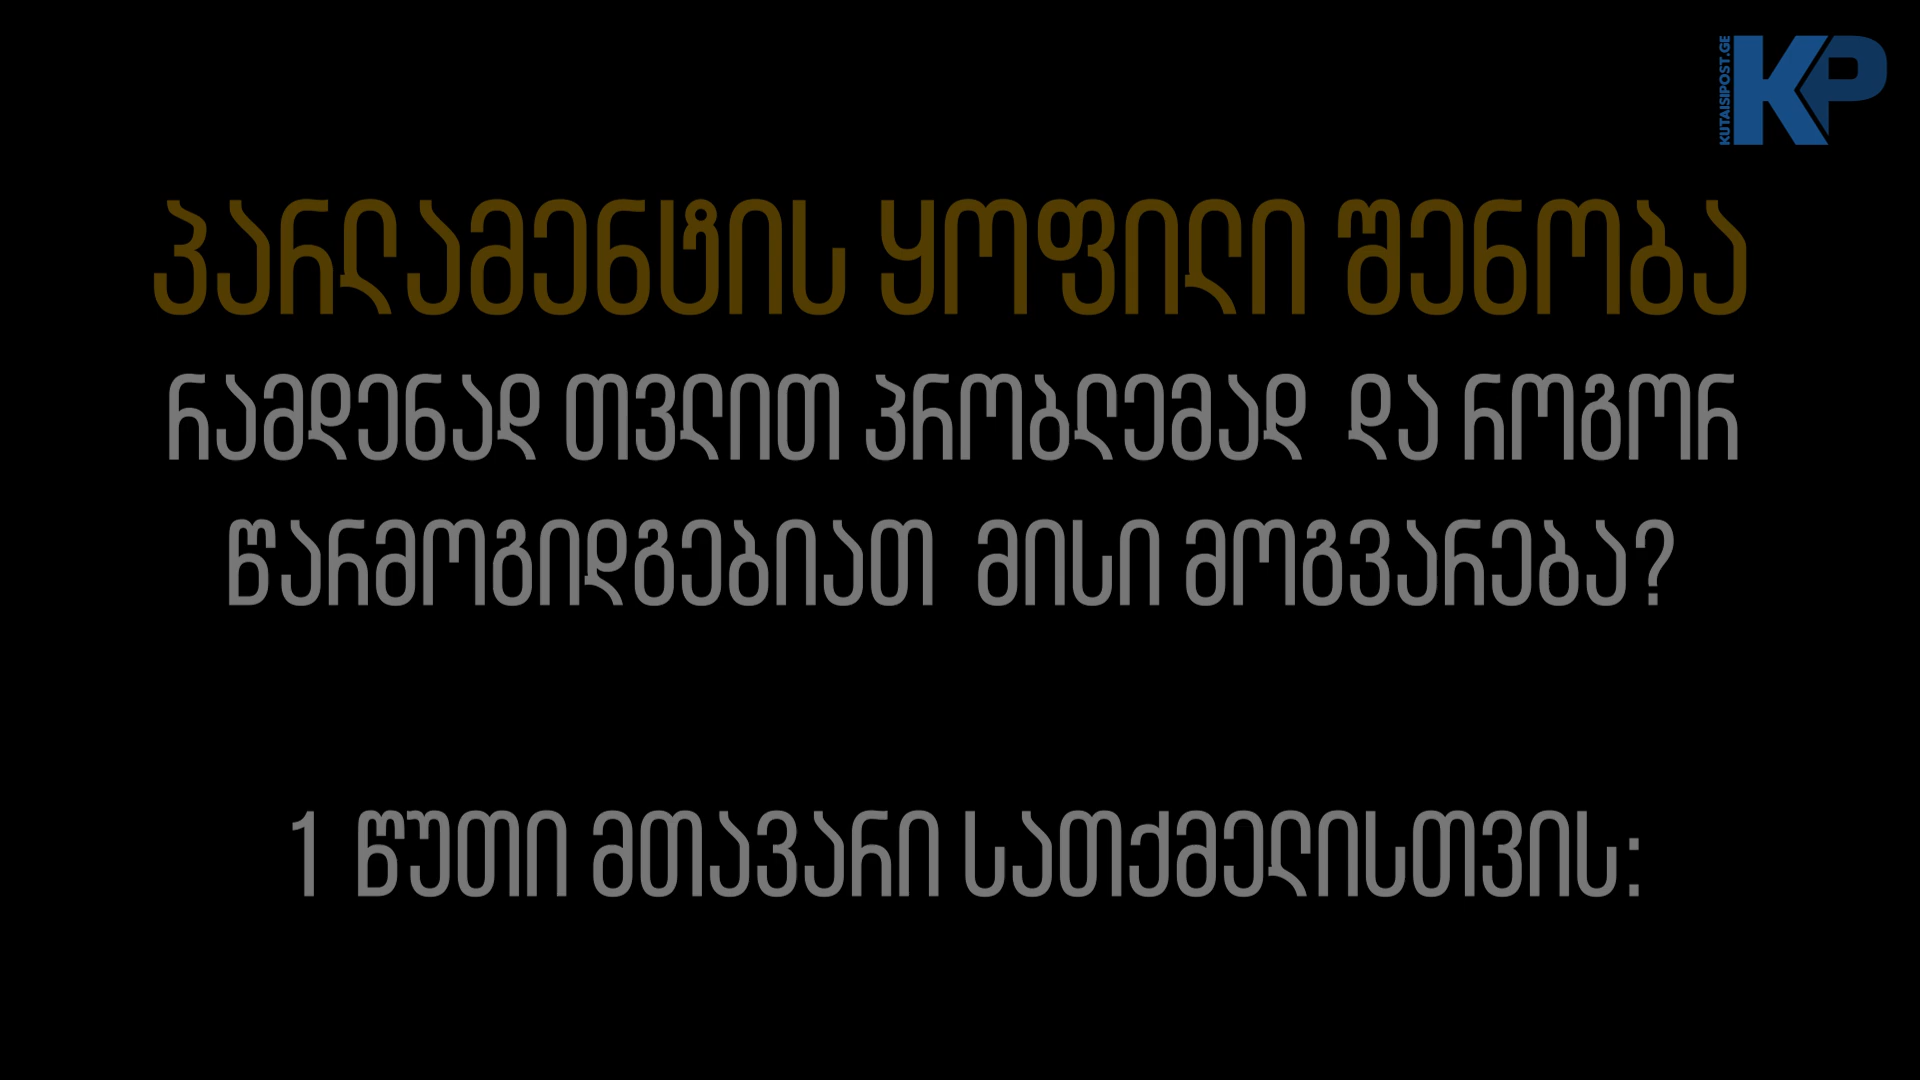 KUTAISIPOST.GE
KP
პარლამენტის ყოფილი შენობა
რამდენად თვლით პრობლემად და როგორ
წარმოგიდგებიათ მისი მოგვარება?
1 წუთი მთავარი სათქმელისთვის: